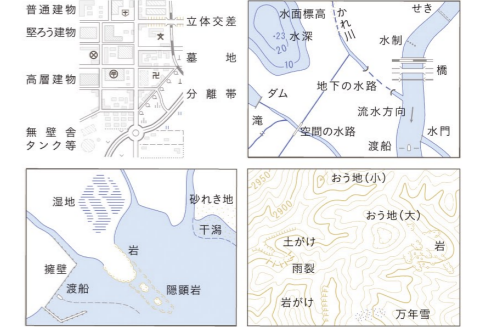 普通建物
堅ろう建物
高層建物
無壁舎
タンク等
立体交差
墓地
分離帯
文
卍
水面標高
-23
水深
20
10
かれ川
せき
水制
橋
地下の水路
ダム
滝
空間の水路
流水方向
水門
渡船
湿地
砂れき地
干潟
岩
擁壁
渡船
隠顕岩
2950
2900
おう地(小)
おう地(大)
土がけ
岩
雨裂
岩がけ
万年雪